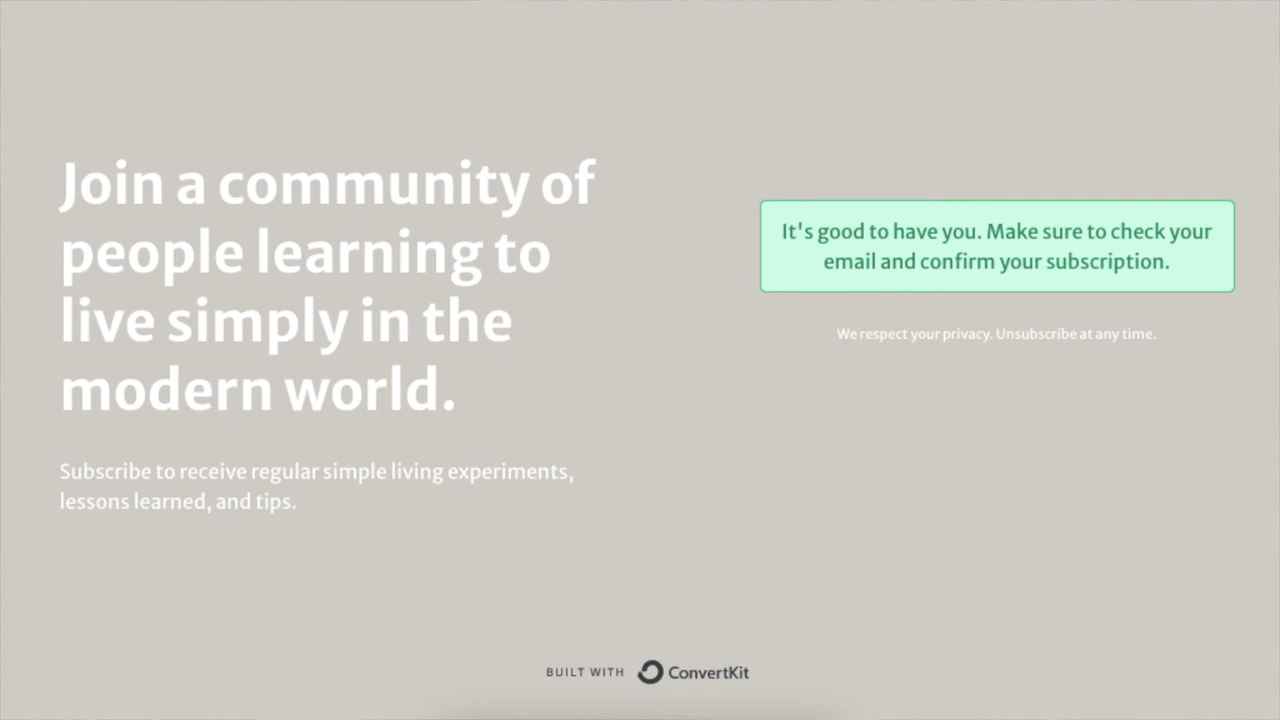 Join a community of
people learning to
live simply in the
modern world.
Subscribe to receive regular simple living experiments,
lessons learned, and tips.
It's good to have you. Make sure to check your
email and confirm your subscription.
We respect your privacy. Unsubscribe at any time.
BUILT WITH ConvertKit